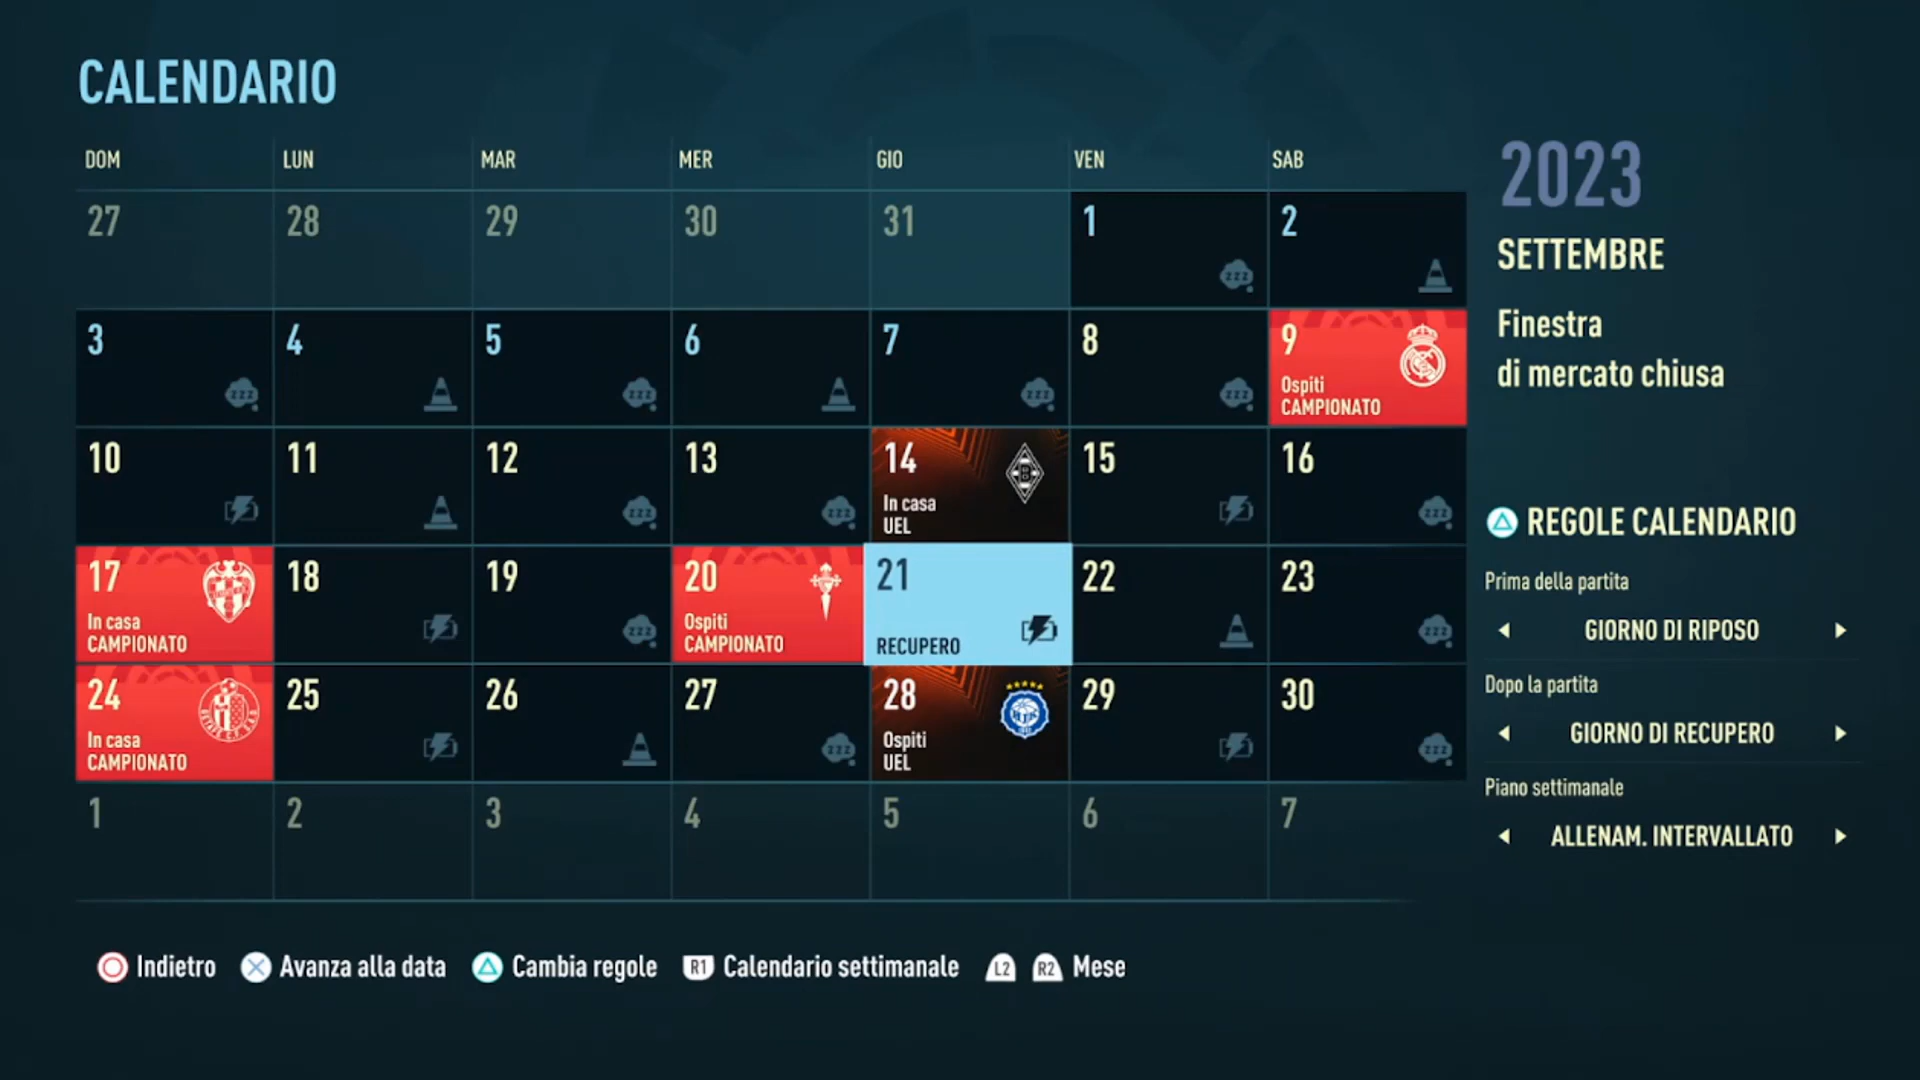 CALENDARIO
DOM LUN MAR MER GIO VEN SAB
27 28 29 30 31 1 2
3 4 5 6 7 8 9
Ospiti
CAMPIONATO
10 11 12 13 14 15 16
In casa
UEL
17 18 19 20 21 22 23
In casa
CAMPIONATO
Ospiti
CAMPIONATO
RECUPERO
24 25 26 27 28 29 30
In casa
CAMPIONATO
Ospiti
UEL
1 2 3 4 5 6 7
2023
SETTEMBRE
Finestra
di mercato chiusa
REGOLE CALENDARIO
Prima della partita
GIORNO DI RIPOSO
Dopo la partita
GIORNO DI RECUPERO
Piano settimanale
ALLENAM. INTERVALLATO
Indietro Avanza alla data Cambia regole R1 Calendario settimanale L2 R2 Mese